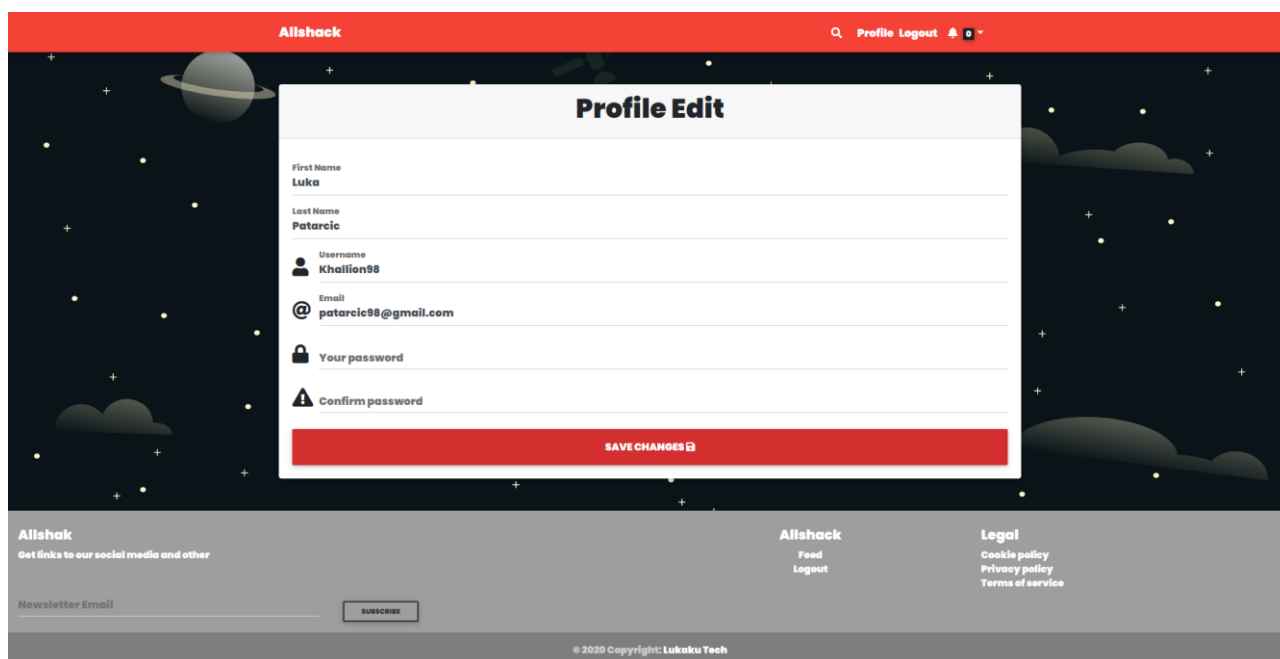 Allshack
Profile Logout 0
Profile Edit
First Name
Luka
Last Name
Patarcic
Username
Khallion98
Email
patarcic98@gmail.com
Your password
Confirm password
SAVE CHANGES
Allshak
Get links to our social media and other
Newsletter Email
SUBSCRIBE
Allshack
Feed
Logout
Legal
Cookie policy
Privacy policy
Terms of service
© 2020 Copyright: Lukaku Tech